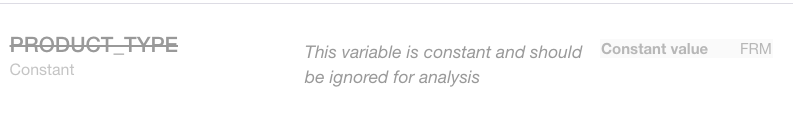 PRODUCT_TYPE
Constant
This variable is constant and should
be ignored for analysis
Constant value FRM